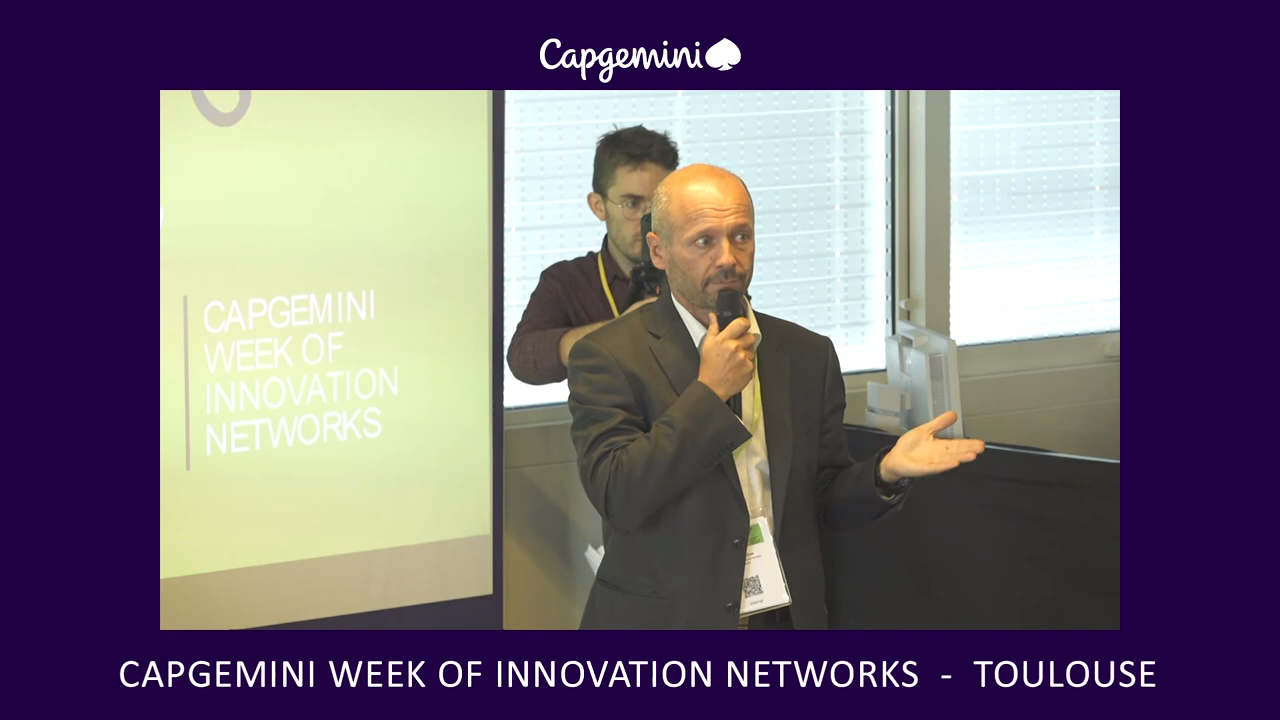 Capgemini
CAPGEMINI
WEEK OF
INNOVATION
NETWORKS
CAPGEMINI WEEK OF INNOVATION NETWORKS - TOULOUSE